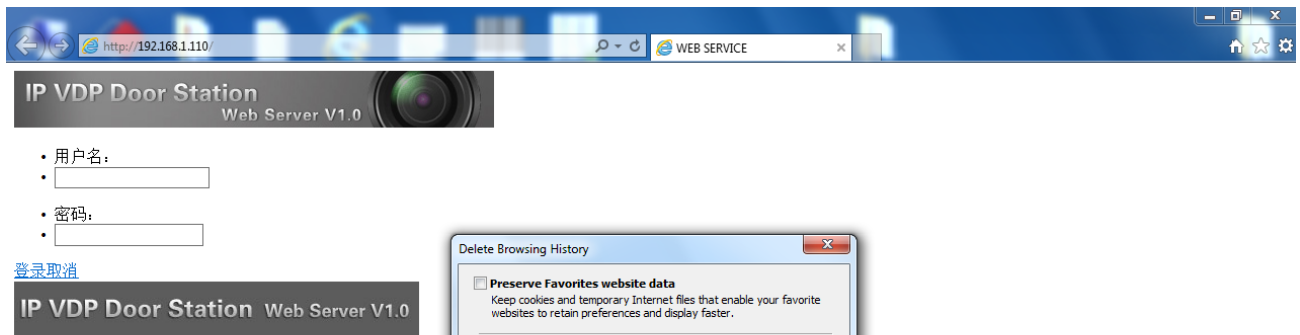 http://192.168.1.110/
WEB SERVICE
IP VDP Door Station
Web Server V1.0
用户名：
密码：
登录取消
IP VDP Door Station Web Server V1.0
Delete Browsing History
Preserve Favorites website data
Keep cookies and temporary Internet files that enable your favorite
websites to retain preferences and display faster.